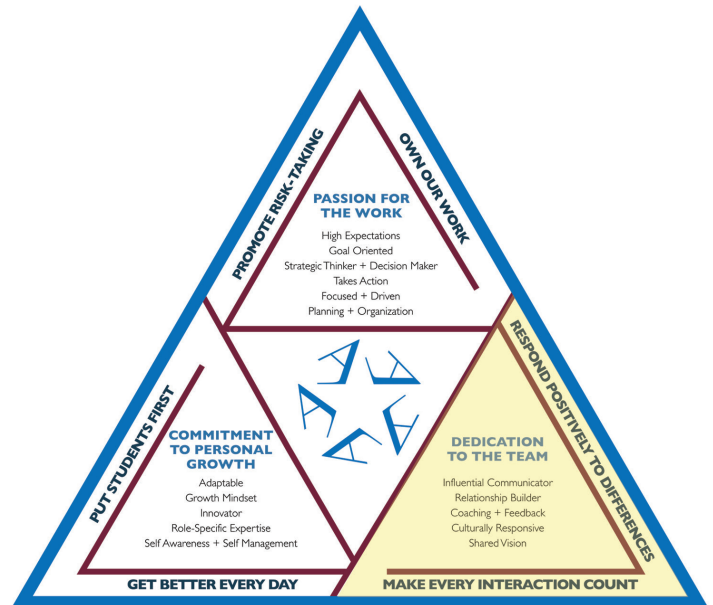 PROMOTE RISK-TAKING
OWN OUR WORK
PASSION FOR
THE WORK
High Expectations
Goal Oriented
Strategic Thinker + Decision Maker
Takes Action
Focused + Driven
Planning + Organization
PUT STUDENTS FIRST
COMMITMENT
TO PERSONAL
GROWTH
Adaptable
Growth Mindset
Innovator
Role-Specific Expertise
Self Awareness + Self Management
GET BETTER EVERY DAY
A
A
A
A
A
RESPOND POSITIVELY TO DIFFERENCES
DEDICATION
TO THE TEAM
Influential Communicator
Relationship Builder
Coaching + Feedback
Culturally Responsive
Shared Vision
MAKE EVERY INTERACTION COUNT